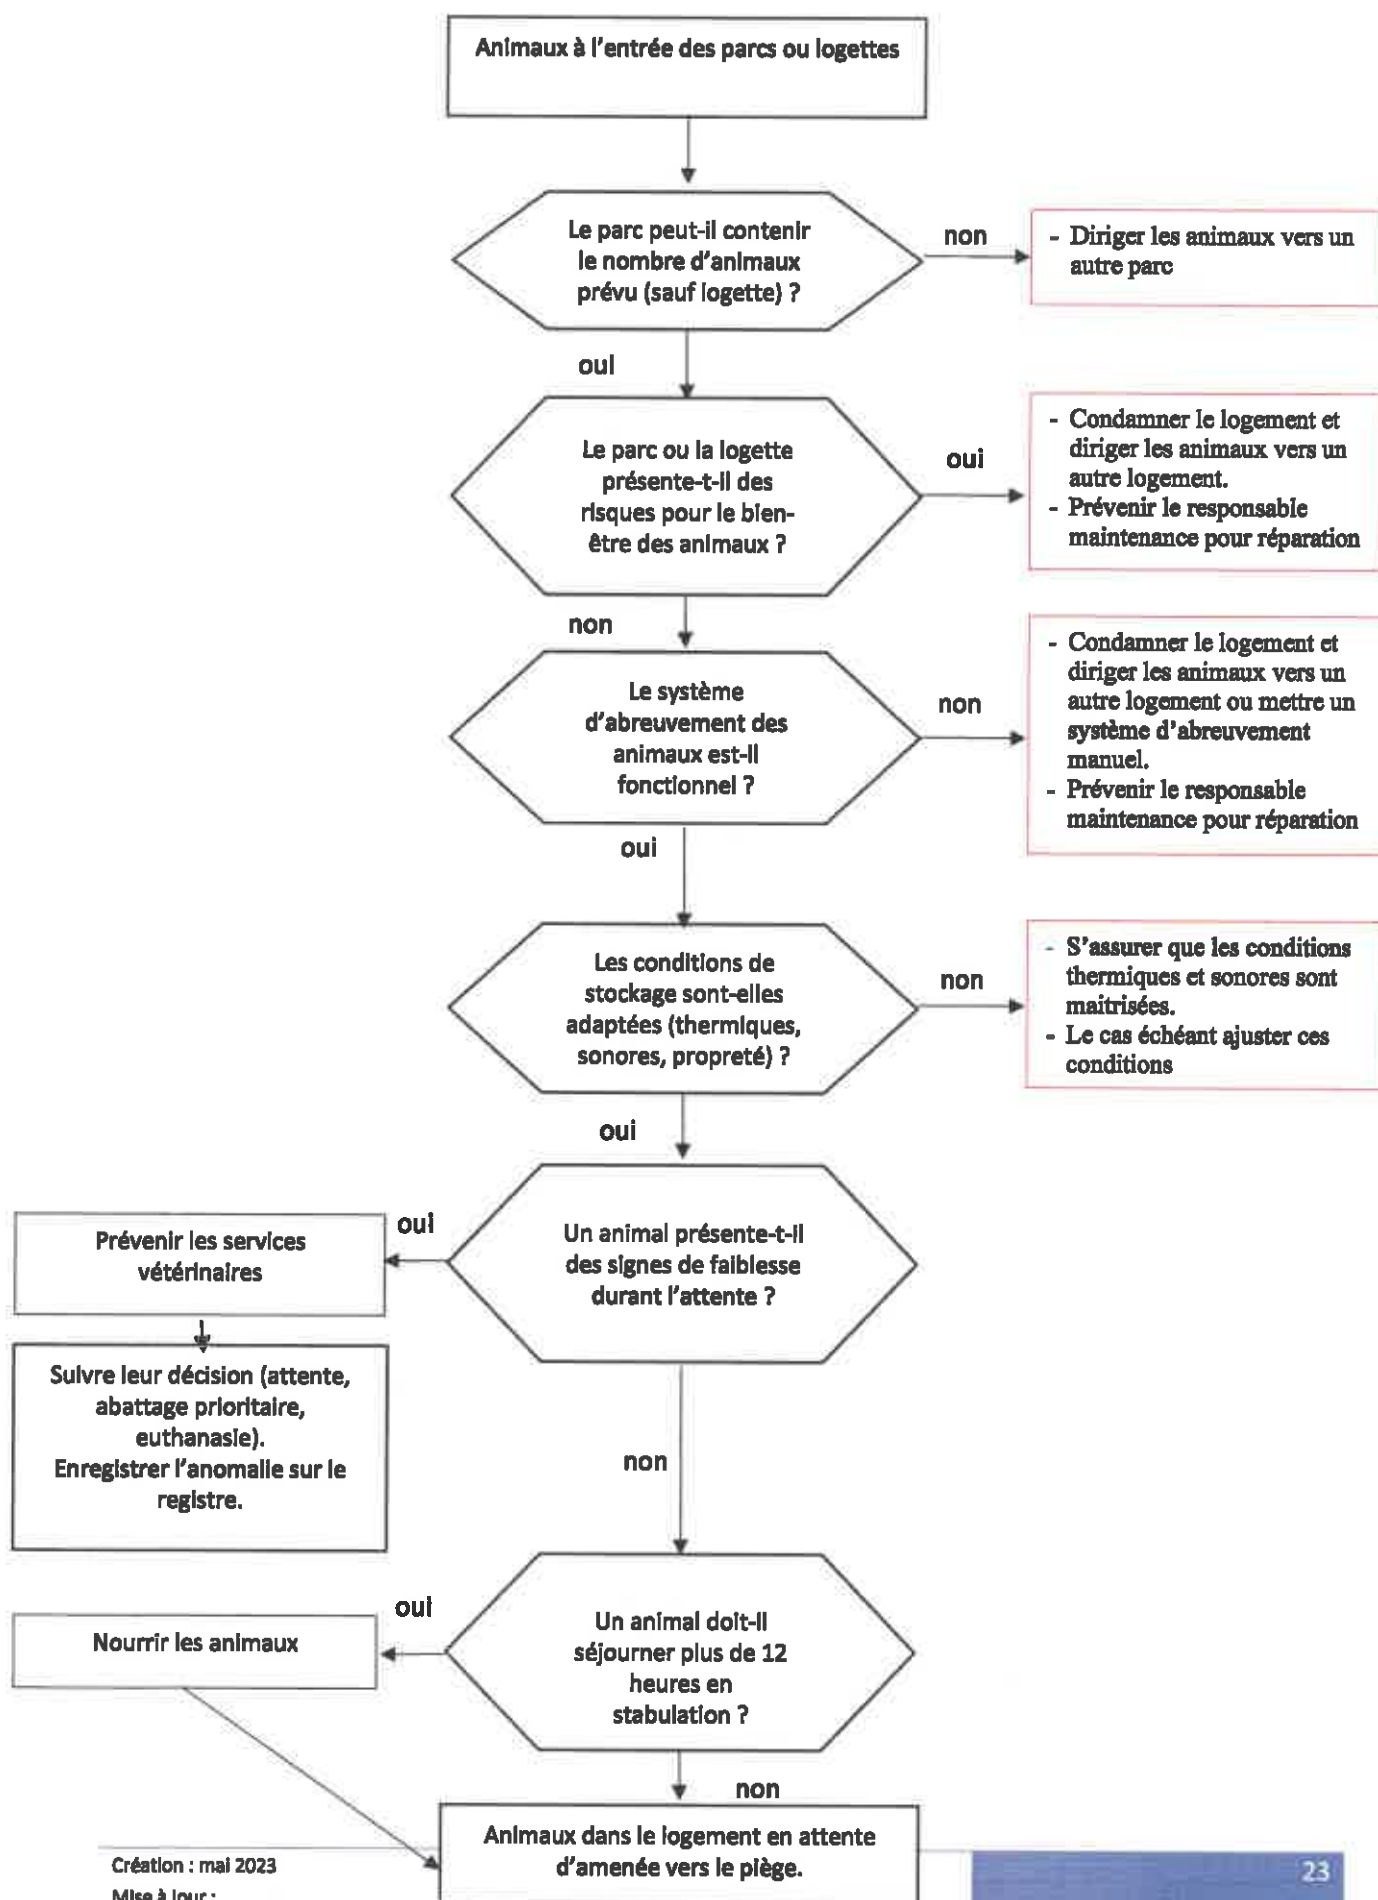 Animaux à l'entrée des parcs ou logettes
Le parc peut-il contenir
le nombre d'animaux
prévu (sauf logette) ?
non
- Diriger les animaux vers un
autre parc
oui
Le parc ou la logette
présente-t-il des
risques pour le bien-
être des animaux ?
oui
- Condamner le logement et
diriger les animaux vers un
autre logement.
- Prévenir le responsable
maintenance pour réparation
non
Le système
d'abreuvement des
animaux est-il
fonctionnel ?
non
- Condamner le logement et
diriger les animaux vers un
autre logement ou mettre un
système d'abreuvement
manuel.
- Prévenir le responsable
maintenance pour réparation
oui
Les conditions de
stockage sont-elles
adaptées (thermiques,
sonores, propreté) ?
non
- S'assurer que les conditions
thermiques et sonores sont
maitrisées.
- Le cas échéant ajuster ces
conditions
oui
Un animal présente-t-il
des signes de faiblesse
durant l'attente ?
oui
Prévenir les services
vétérinaires
Suivre leur décision (attente,
abattage prioritaire,
euthanasie).
Enregistrer l'anomalie sur le
registre.
non
Un animal doit-il
séjourner plus de 12
heures en
stabulation ?
oui
Nourrir les animaux
non
Animaux dans le logement en attente
d'amenée vers le piège.
Création : mai 2023
Mise à jour :
23